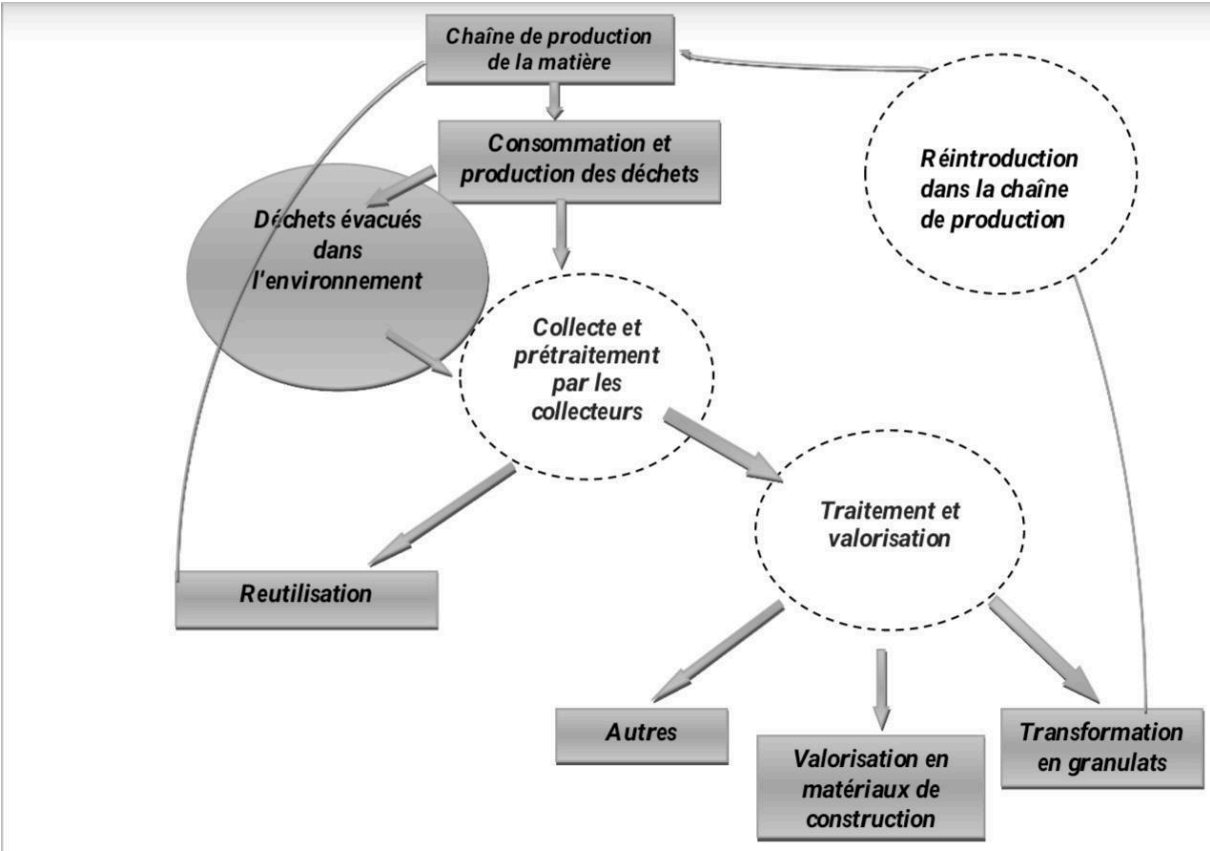 Chaîne de production
de la matière
Consommation et
production des déchets
Réintroduction
dans la chaîne
de production
Déchets évacués
dans
l'environnement
Collecte et
prétraitement
par les
collecteurs
Traitement et
valorisation
Reutilisation
Autres
Valorisation en
matériaux de
construction
Transformation
en granulats